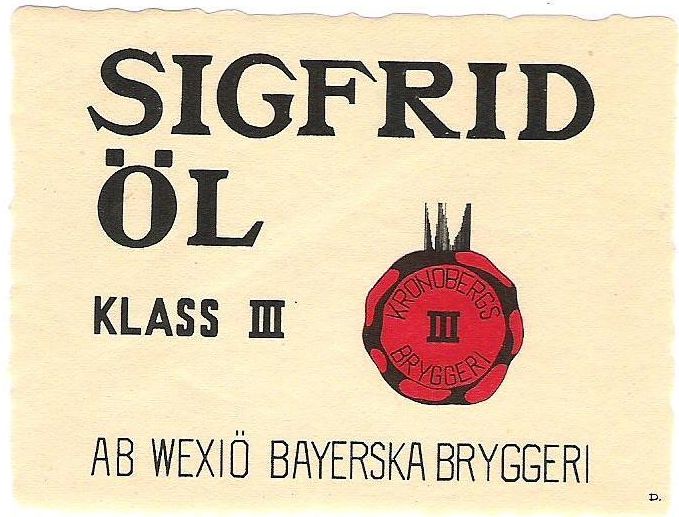 SIGFRID
ÖL
KLASS III
KRONOBERGS
III
BRYGGERI
AB WEXIÖ BAYERSKA BRYGGERI
D.